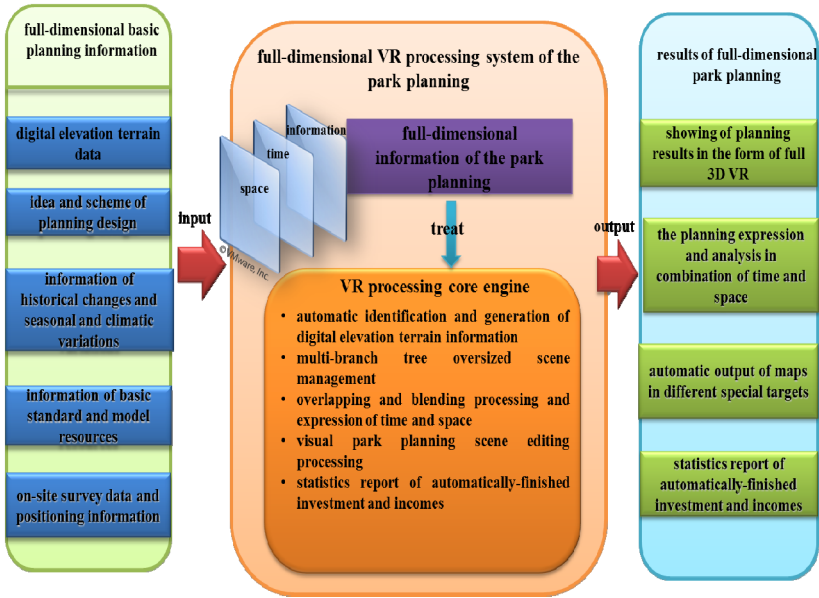 full-dimensional basic
planning information
digital elevation terrain
data
idea and scheme of
planning design
information of
historical changes and
seasonal and climatic
variations
information of basic
standard and model
resources
on-site survey data and
positioning information
input
full-dimensional VR processing system of the
park planning
information
time
space
©VMware, Inc.
full-dimensional
information of the park
planning
treat
VR processing core engine
• automatic identification and generation of
digital elevation terrain information
• multi-branch tree oversized scene
management
• overlapping and blending processing and
expression of time and space
• visual park planning scene editing
processing
• statistics report of automatically-finished
investment and incomes
output
results of full-dimensional
park planning
showing of planning
results in the form of full
3D VR
the planning expression
and analysis in
combination of time and
space
automatic output of maps
in different special targets
statistics report of
automatically-finished
investment and incomes